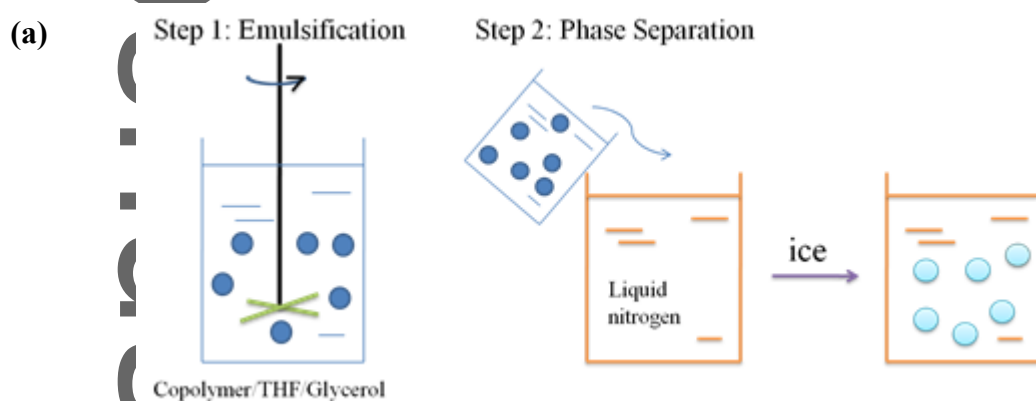 (a)
Step 1: Emulsification
Step 2: Phase Separation
ice
Liquid
nitrogen
Copolymer/THF/Glycerol